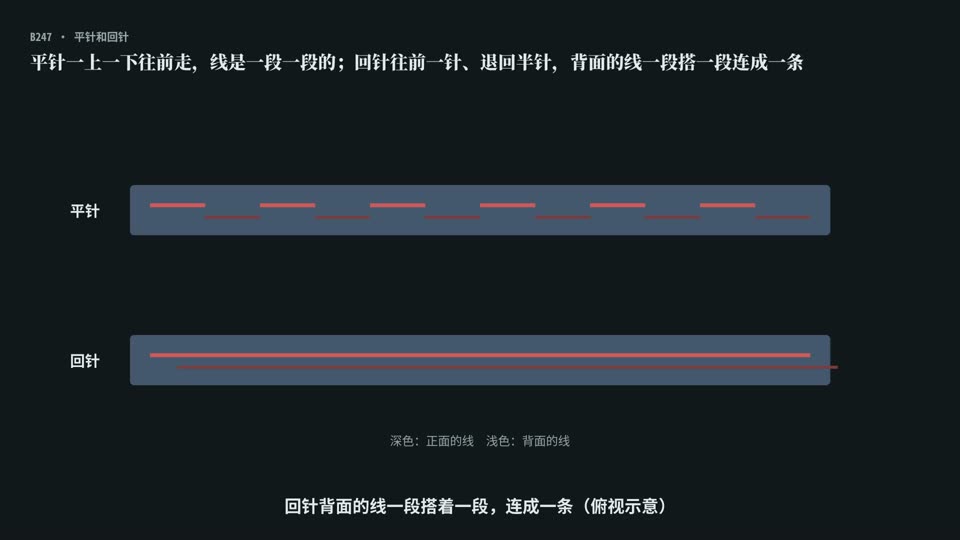 B247 · 平针和回针
平针一上一下往前走，线是一段一段的；回针往前一针、退回半针，背面的线一段搭一段连成一条
平针
回针
深色：正面的线 浅色：背面的线
回针背面的线一段搭着一段，连成一条（俯视示意）